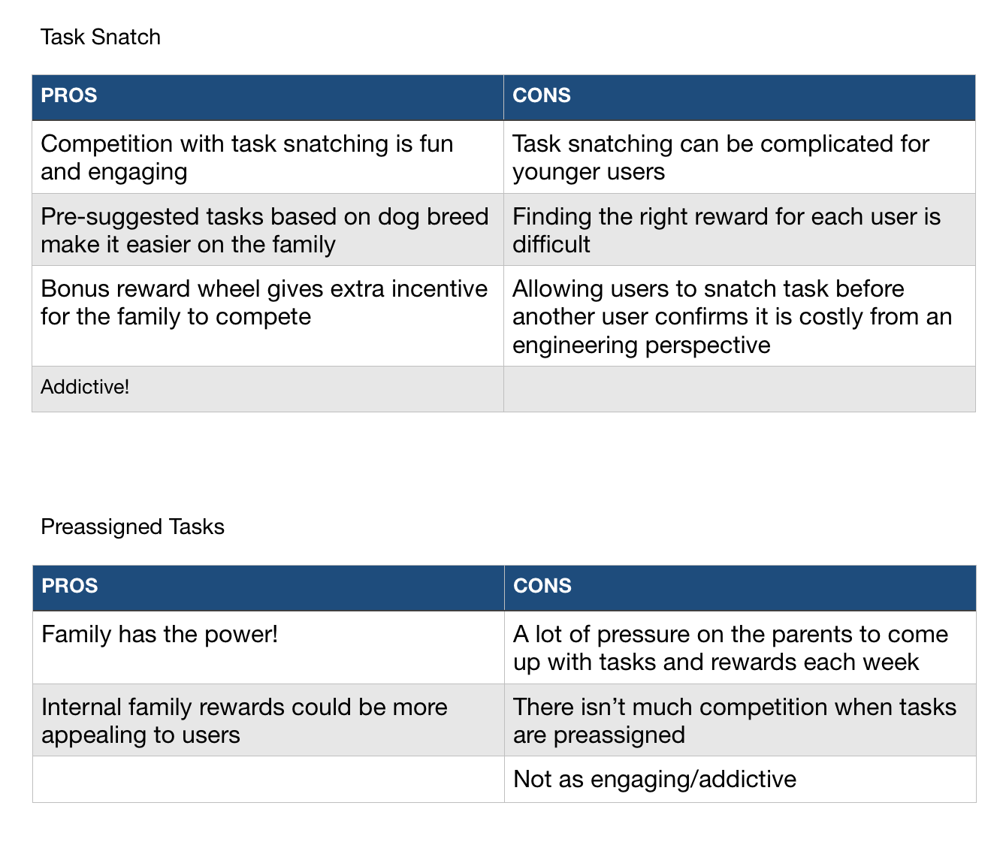 Task Snatch
PROS
CONS
Competition with task snatching is fun
and engaging
Task snatching can be complicated for
younger users
Pre-suggested tasks based on dog breed
make it easier on the family
Finding the right reward for each user is
difficult
Bonus reward wheel gives extra incentive
for the family to compete
Allowing users to snatch task before
another user confirms it is costly from an
engineering perspective
Addictive!
Preassigned Tasks
PROS
CONS
Family has the power!
A lot of pressure on the parents to come
up with tasks and rewards each week
Internal family rewards could be more
appealing to users
There isn’t much competition when tasks
are preassigned
Not as engaging/addictive